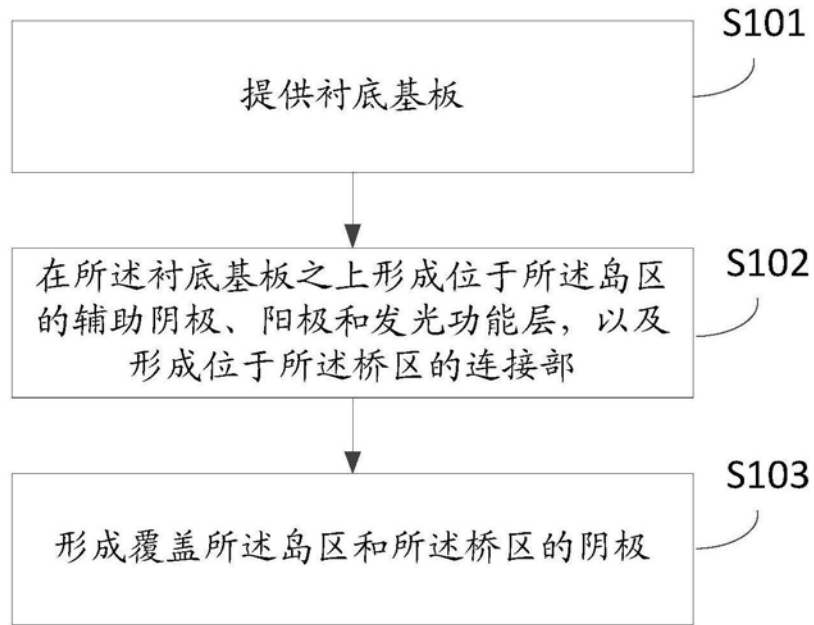 S101
提供衬底基板
S102
在所述衬底基板之上形成位于所述岛区
的辅助阴极、阳极和发光功能层，以及
形成位于所述桥区的连接部
S103
形成覆盖所述岛区和所述桥区的阴极